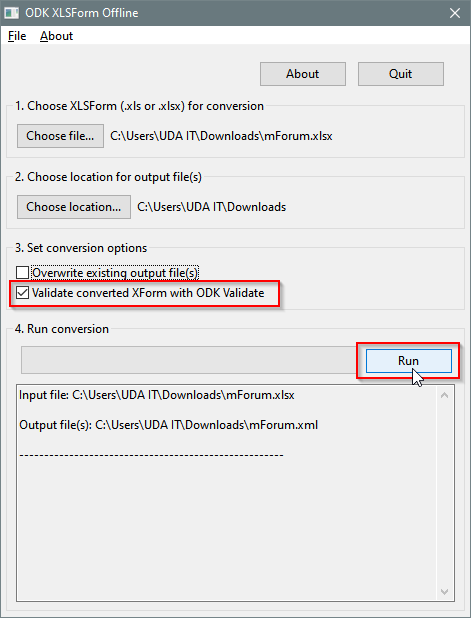 ODK XLSForm Offline
File About
About Quit
1. Choose XLSForm (.xls or .xlsx) for conversion
Choose file... C:\Users\UDA IT\Downloads\mForum.xlsx
2. Choose location for output file(s)
Choose location... C:\Users\UDA IT\Downloads
3. Set conversion options
Overwrite existing output file(s)
Validate converted XForm with ODK Validate
4. Run conversion
Run
Input file: C:\Users\UDA IT\Downloads\mForum.xlsx
Output file(s): C:\Users\UDA IT\Downloads\mForum.xml
-----------------------------------------------------